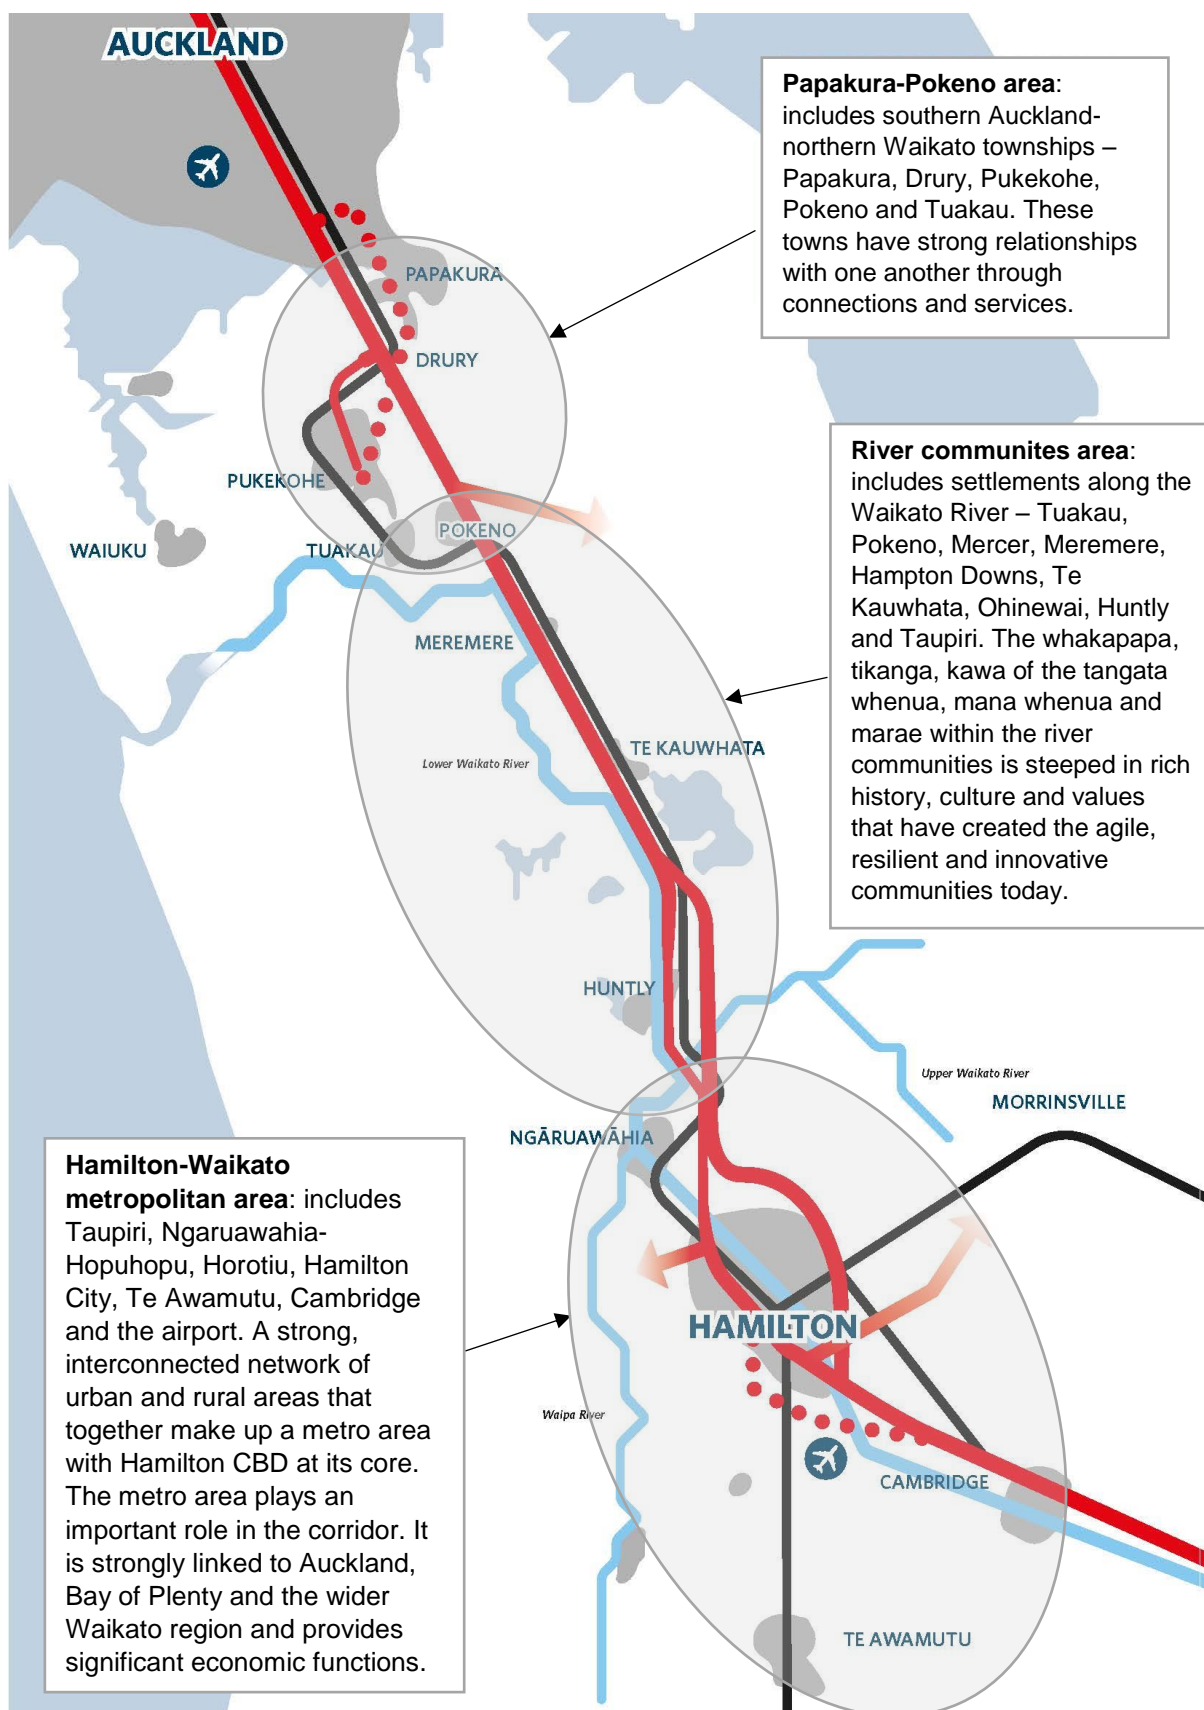 AUCKLAND
Papakura-Pokeno area:
includes southern Auckland-
northern Waikato townships –
Papakura, Drury, Pukekohe,
Pokeno and Tuakau. These
towns have strong relationships
with one another through
connections and services.
PAPAKURA
DRURY
PUKEKOHE
POKENO
WAIUKU
TUAKAU
River communites area:
includes settlements along the
Waikato River – Tuakau,
Pokeno, Mercer, Meremere,
Hampton Downs, Te
Kauwhata, Ohinewai, Huntly
and Taupiri. The whakapapa,
tikanga, kawa of the tangata
whenua, mana whenua and
marae within the river
communities is steeped in rich
history, culture and values
that have created the agile,
resilient and innovative
communities today.
MEREMERE
TE KAUWHATA
Lower Waikato River
HUNTLY
Upper Waikato River
MORRINSVILLE
NGĀRUAWĀHIA
Hamilton-Waikato
metropolitan area: includes
Taupiri, Ngaruawahia-
Hopuhopu, Horotiu, Hamilton
City, Te Awamutu, Cambridge
and the airport. A strong,
interconnected network of
urban and rural areas that
together make up a metro area
with Hamilton CBD at its core.
The metro area plays an
important role in the corridor. It
is strongly linked to Auckland,
Bay of Plenty and the wider
Waikato region and provides
significant economic functions.
HAMILTON
Waipa River
CAMBRIDGE
TE AWAMUTU